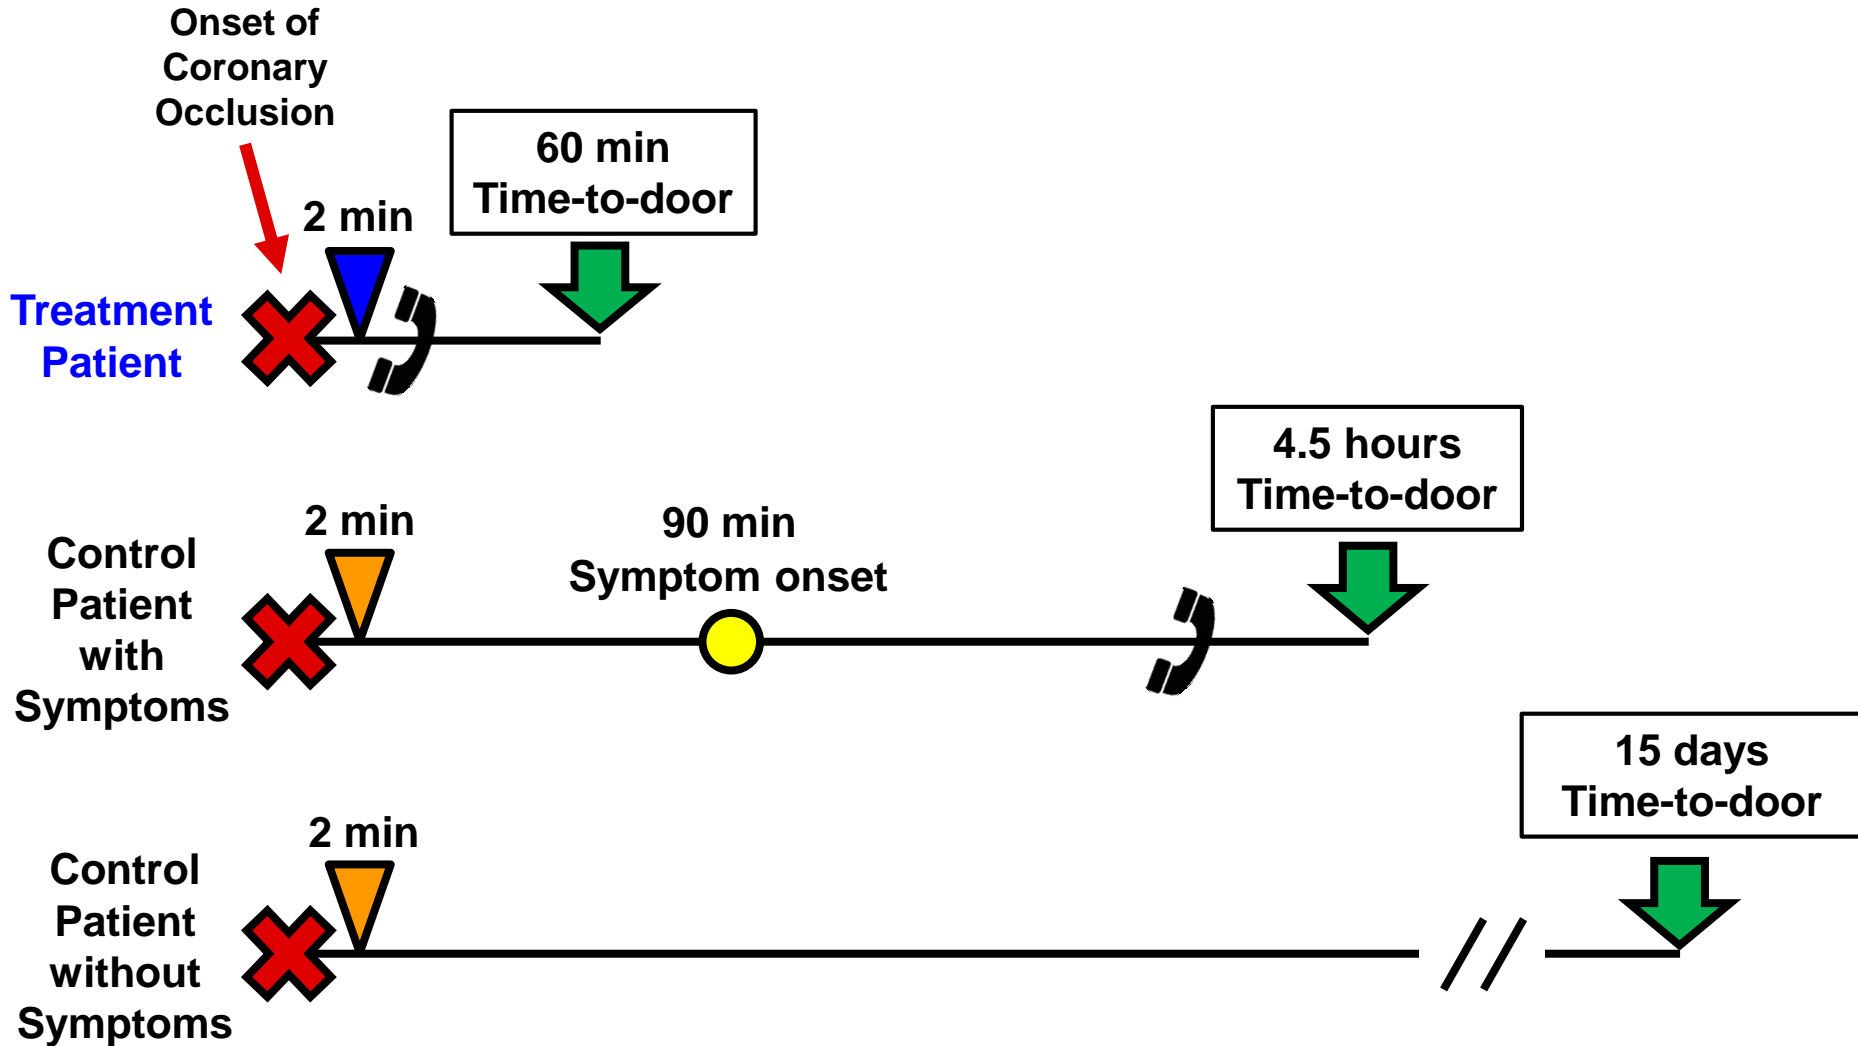 Onset of
Coronary
Occlusion
60 min
Time-to-door
2 min
Treatment
Patient
4.5 hours
Time-to-door
2 min
90 min
Symptom onset
Control
Patient
with
Symptoms
15 days
Time-to-door
2 min
Control
Patient
without
Symptoms